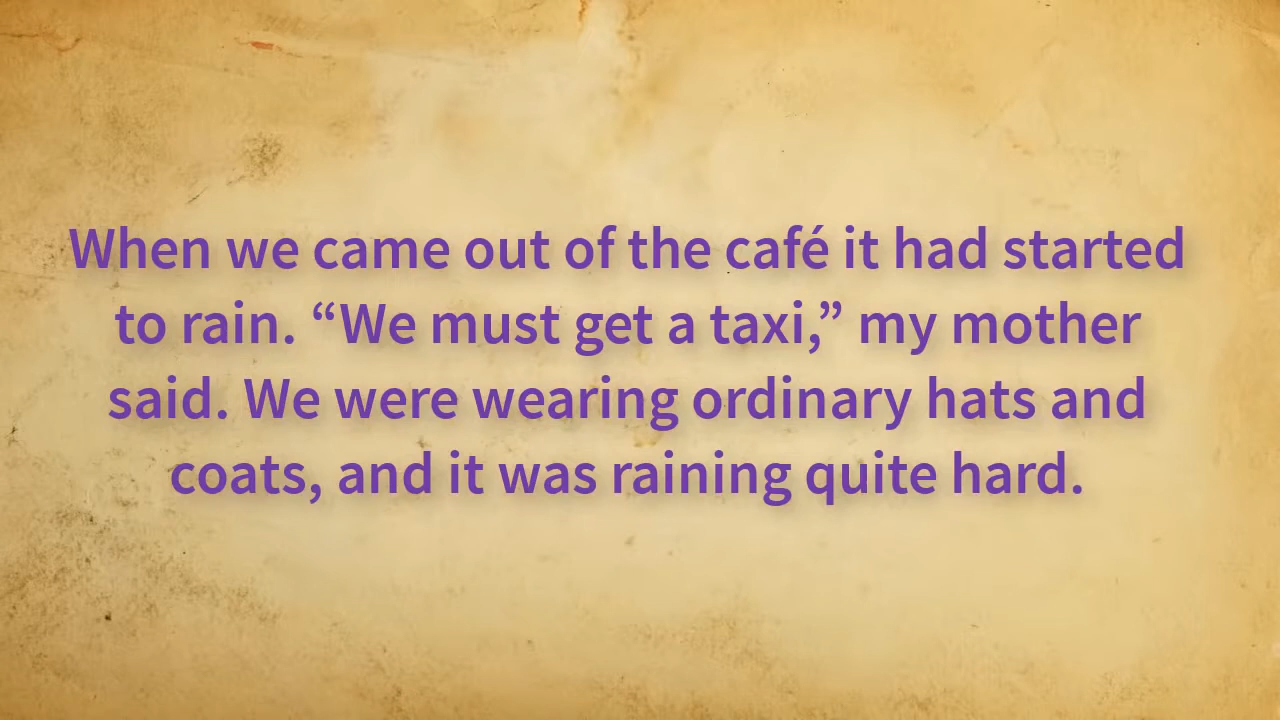 When we came out of the café it had started
to rain. “We must get a taxi,” my mother
said. We were wearing ordinary hats and
coats, and it was raining quite hard.